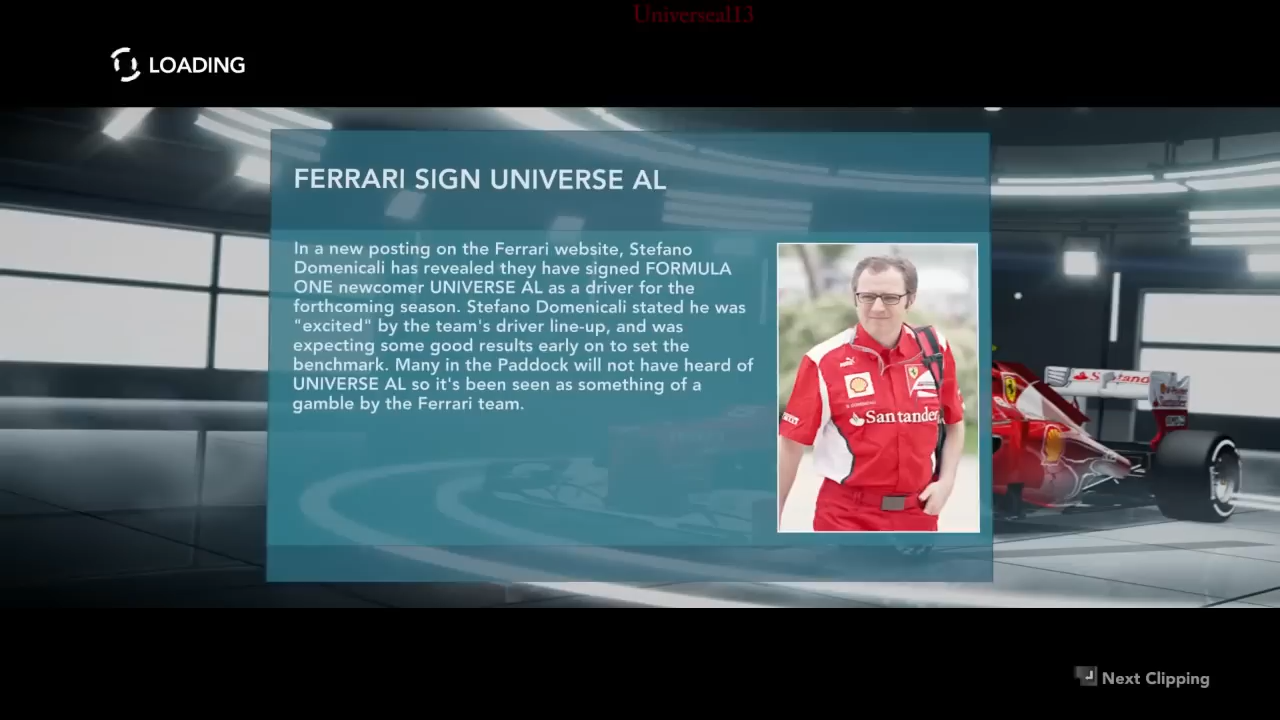 Universeal13
LOADING
FERRARI SIGN UNIVERSE AL
In a new posting on the Ferrari website, Stefano
Domenicali has revealed they have signed FORMULA
ONE newcomer UNIVERSE AL as a driver for the
forthcoming season. Stefano Domenicali stated he was
"excited" by the team's driver line-up, and was
expecting some good results early on to set the
benchmark. Many in the Paddock will not have heard of
UNIVERSE AL so it's been seen as something of a
gamble by the Ferrari team.
Santander
Next Clipping